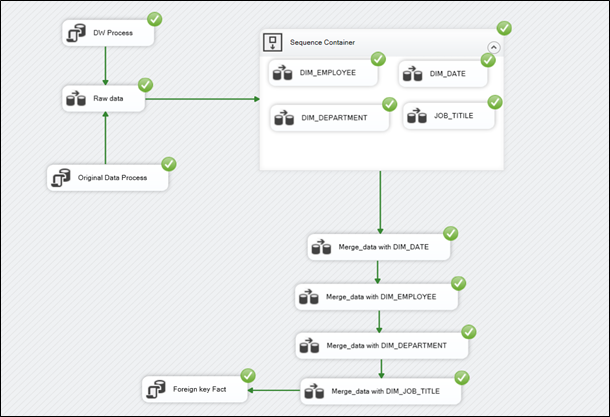 DW Process
Raw data
Original Data Process
Sequence Container
DIM_EMPLOYEE
DIM_DATE
DIM_DEPARTMENT
JOB_TITILE
Merge_data with DIM_DATE
Merge_data with DIM_EMPLOYEE
Merge_data with DIM_DEPARTMENT
Merge_data with DIM_JOB_TITLE
Foreign key Fact